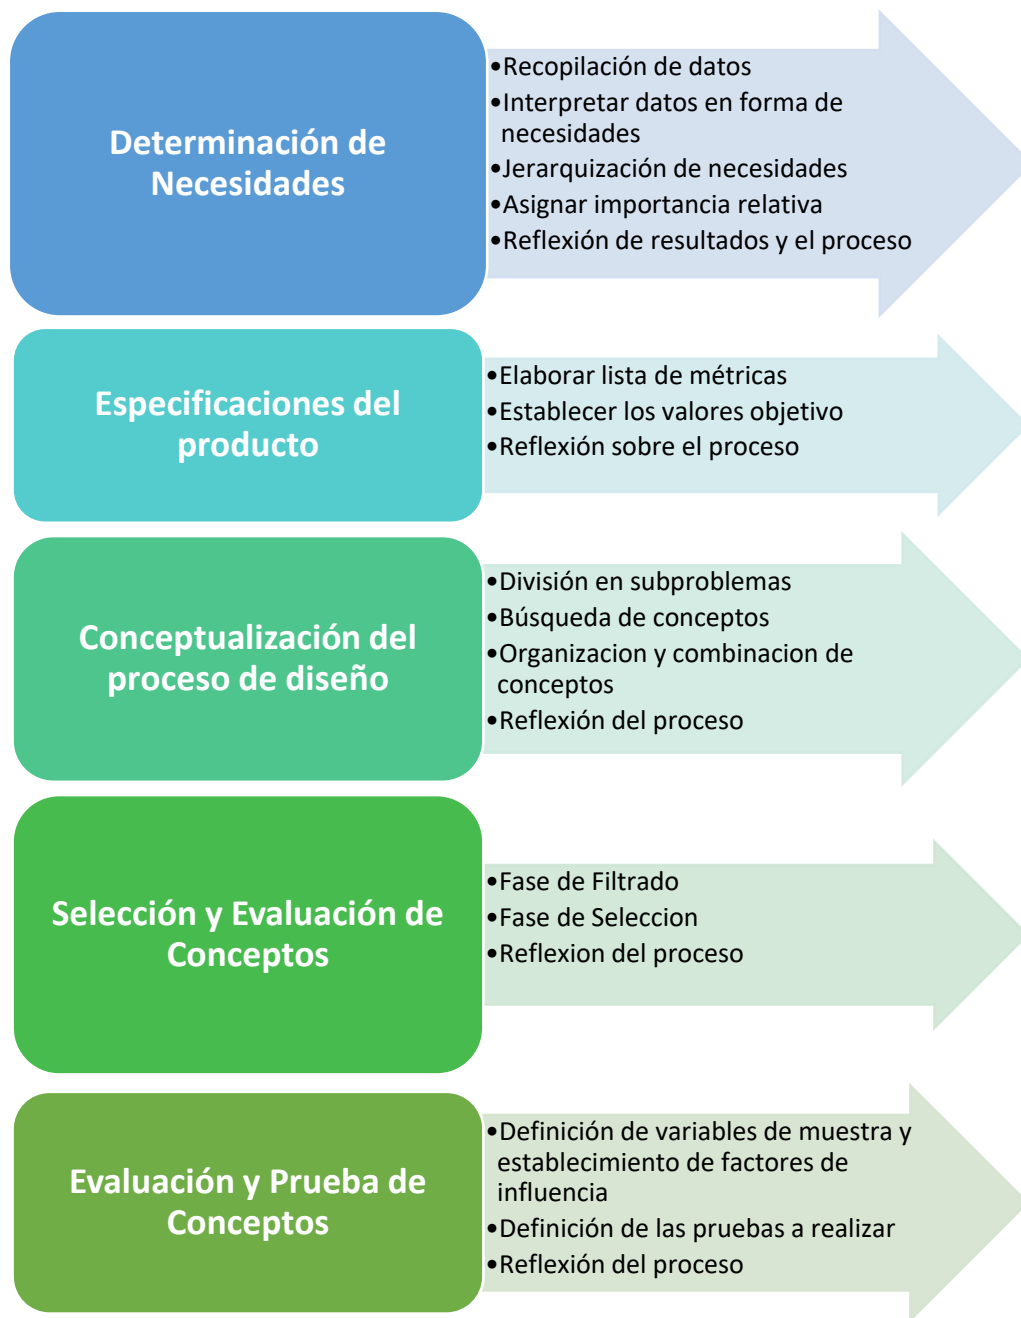 Determinación de
Necesidades
•Recopilación de datos
•Interpretar datos en forma de
necesidades
•Jerarquización de necesidades
•Asignar importancia relativa
•Reflexión de resultados y el proceso
Especificaciones del
producto
•Elaborar lista de métricas
•Establecer los valores objetivo
•Reflexión sobre el proceso
Conceptualización del
proceso de diseño
•División en subproblemas
•Búsqueda de conceptos
•Organizacion y combinacion de
conceptos
•Reflexión del proceso
Selección y Evaluación de
Conceptos
•Fase de Filtrado
•Fase de Seleccion
•Reflexion del proceso
Evaluación y Prueba de
Conceptos
•Definición de variables de muestra y
establecimiento de factores de
influencia
•Definición de las pruebas a realizar
•Reflexión del proceso